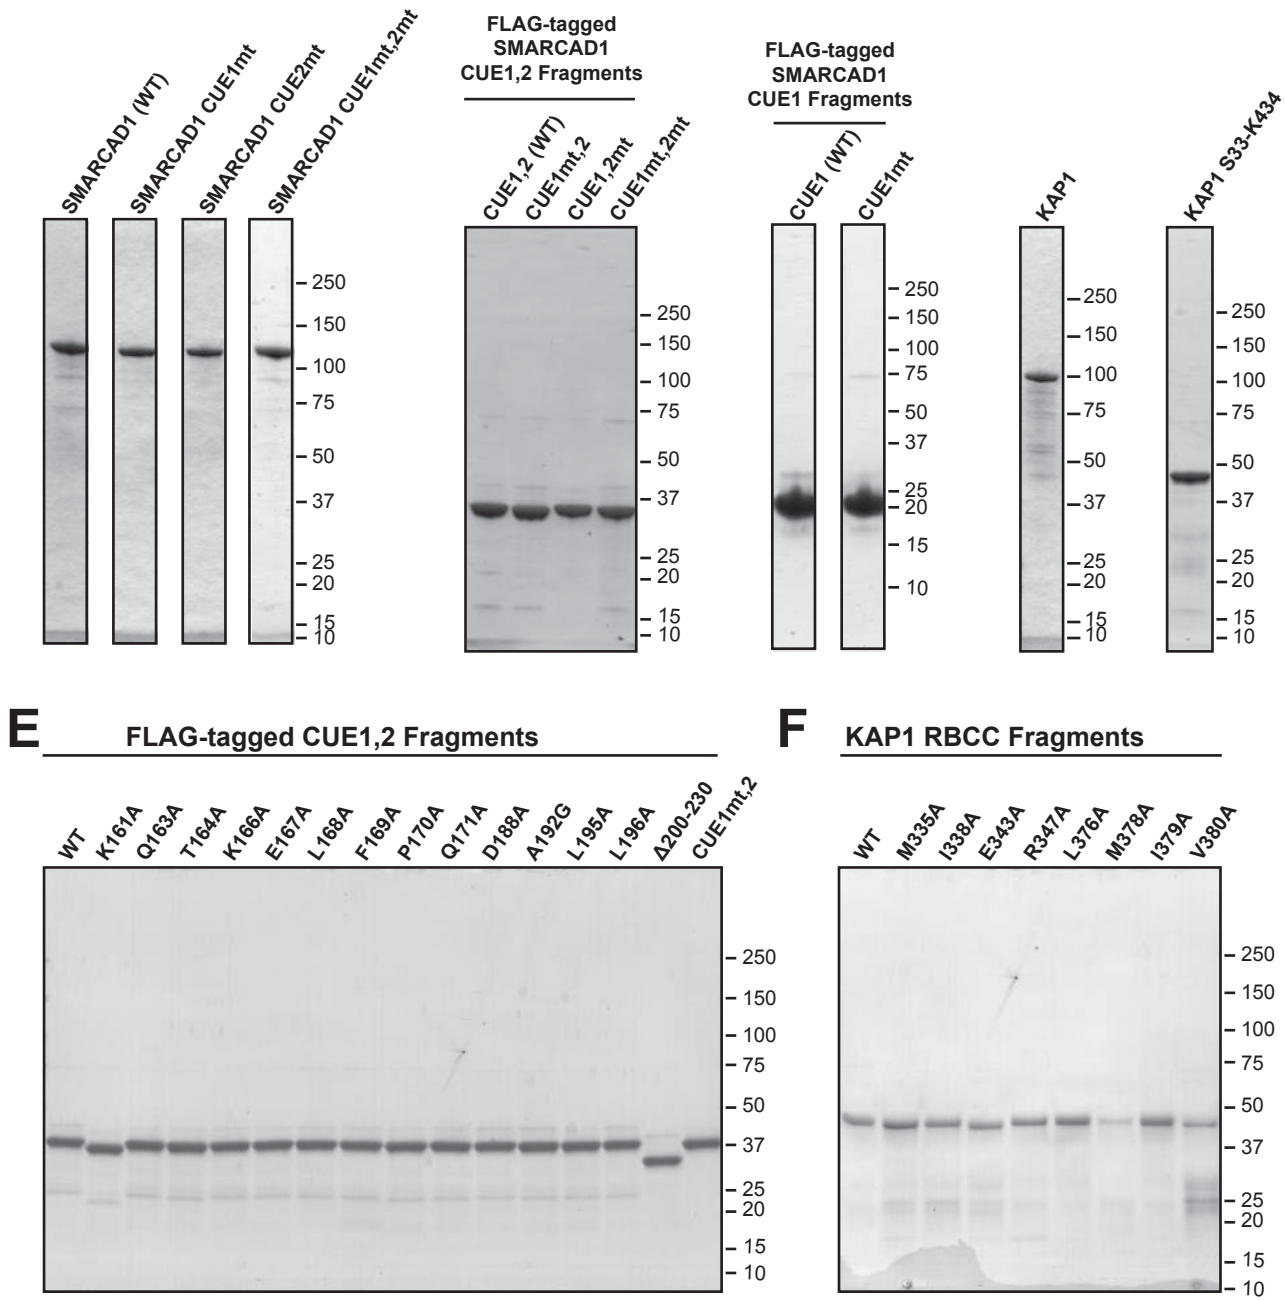 SMARCAD1 (WT)
SMARCAD1 CUE1mt
SMARCAD1 CUE2mt
SMARCAD1 CUE1mt,2mt
250
150
100
75
50
37
25
20
15
10
FLAG-tagged
SMARCAD1
CUE1,2 Fragments
CUE1,2 (WT)
CUE1mt,2
CUE1,2mt
CUE1mt,2mt
250
150
100
75
50
37
25
20
15
10
FLAG-tagged
SMARCAD1
CUE1 Fragments
CUE1 (WT)
CUE1mt
250
150
100
75
50
37
25
20
15
10
KAP1
250
150
100
75
50
37
25
20
15
10
KAP1 S33-K434
250
150
100
75
50
37
25
20
15
10
E
FLAG-tagged CUE1,2 Fragments
WT
K161A
Q163A
T164A
K166A
E167A
L168A
F169A
P170A
Q171A
D188A
A192G
L195A
L196A
Δ200-230
CUE1mt,2
250
150
100
75
50
37
25
20
15
10
F
KAP1 RBCC Fragments
WT
M335A
I338A
E343A
R347A
L376A
M378A
I379A
V380A
250
150
100
75
50
37
25
20
15
10